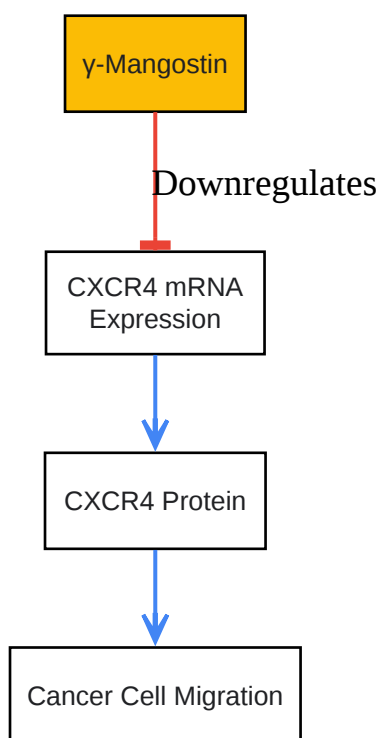 γ-Mangostin
Downregulates
CXCR4 mRNA
Expression
CXCR4 Protein
Cancer Cell Migration